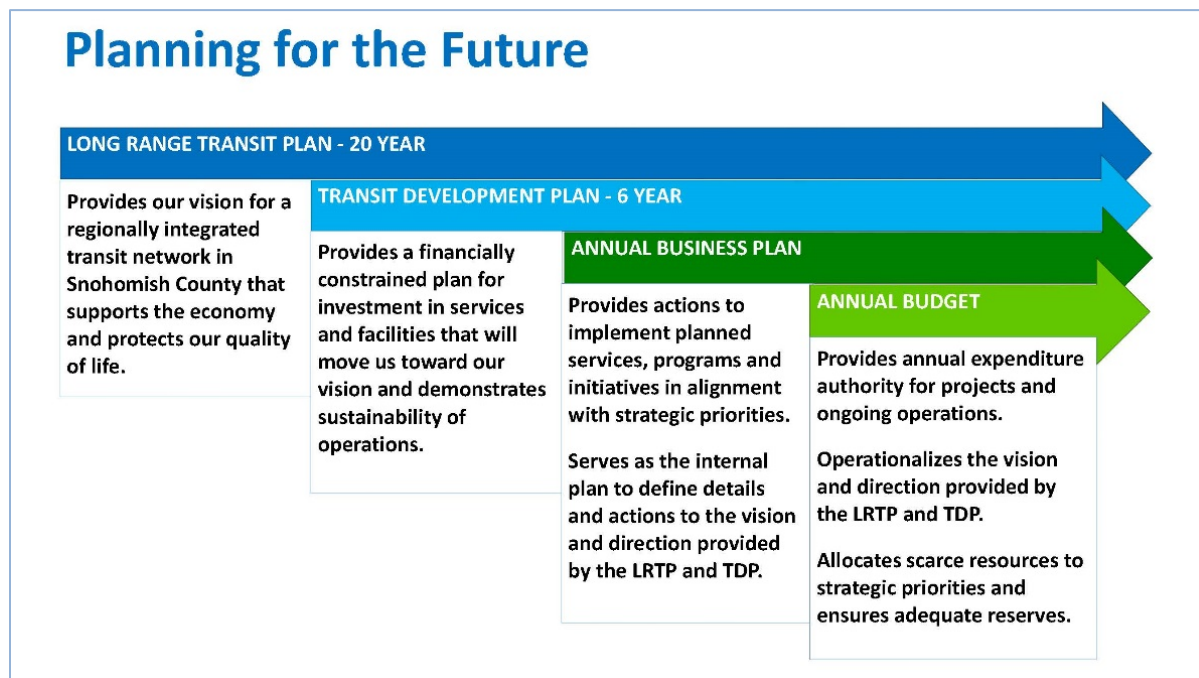 Planning for the Future
LONG RANGE TRANSIT PLAN - 20 YEAR
Provides our vision for a
regionally integrated
transit network in
Snohomish County that
supports the economy
and protects our quality
of life.
TRANSIT DEVELOPMENT PLAN - 6 YEAR
Provides a financially
constrained plan for
investment in services
and facilities that will
move us toward our
vision and demonstrates
sustainability of
operations.
ANNUAL BUSINESS PLAN
Provides actions to
implement planned
services, programs and
initiatives in alignment
with strategic priorities.
Serves as the internal
plan to define details
and actions to the vision
and direction provided
by the LRTP and TDP.
ANNUAL BUDGET
Provides annual expenditure
authority for projects and
ongoing operations.
Operationalizes the vision
and direction provided by
the LRTP and TDP.
Allocates scarce resources to
strategic priorities and
ensures adequate reserves.